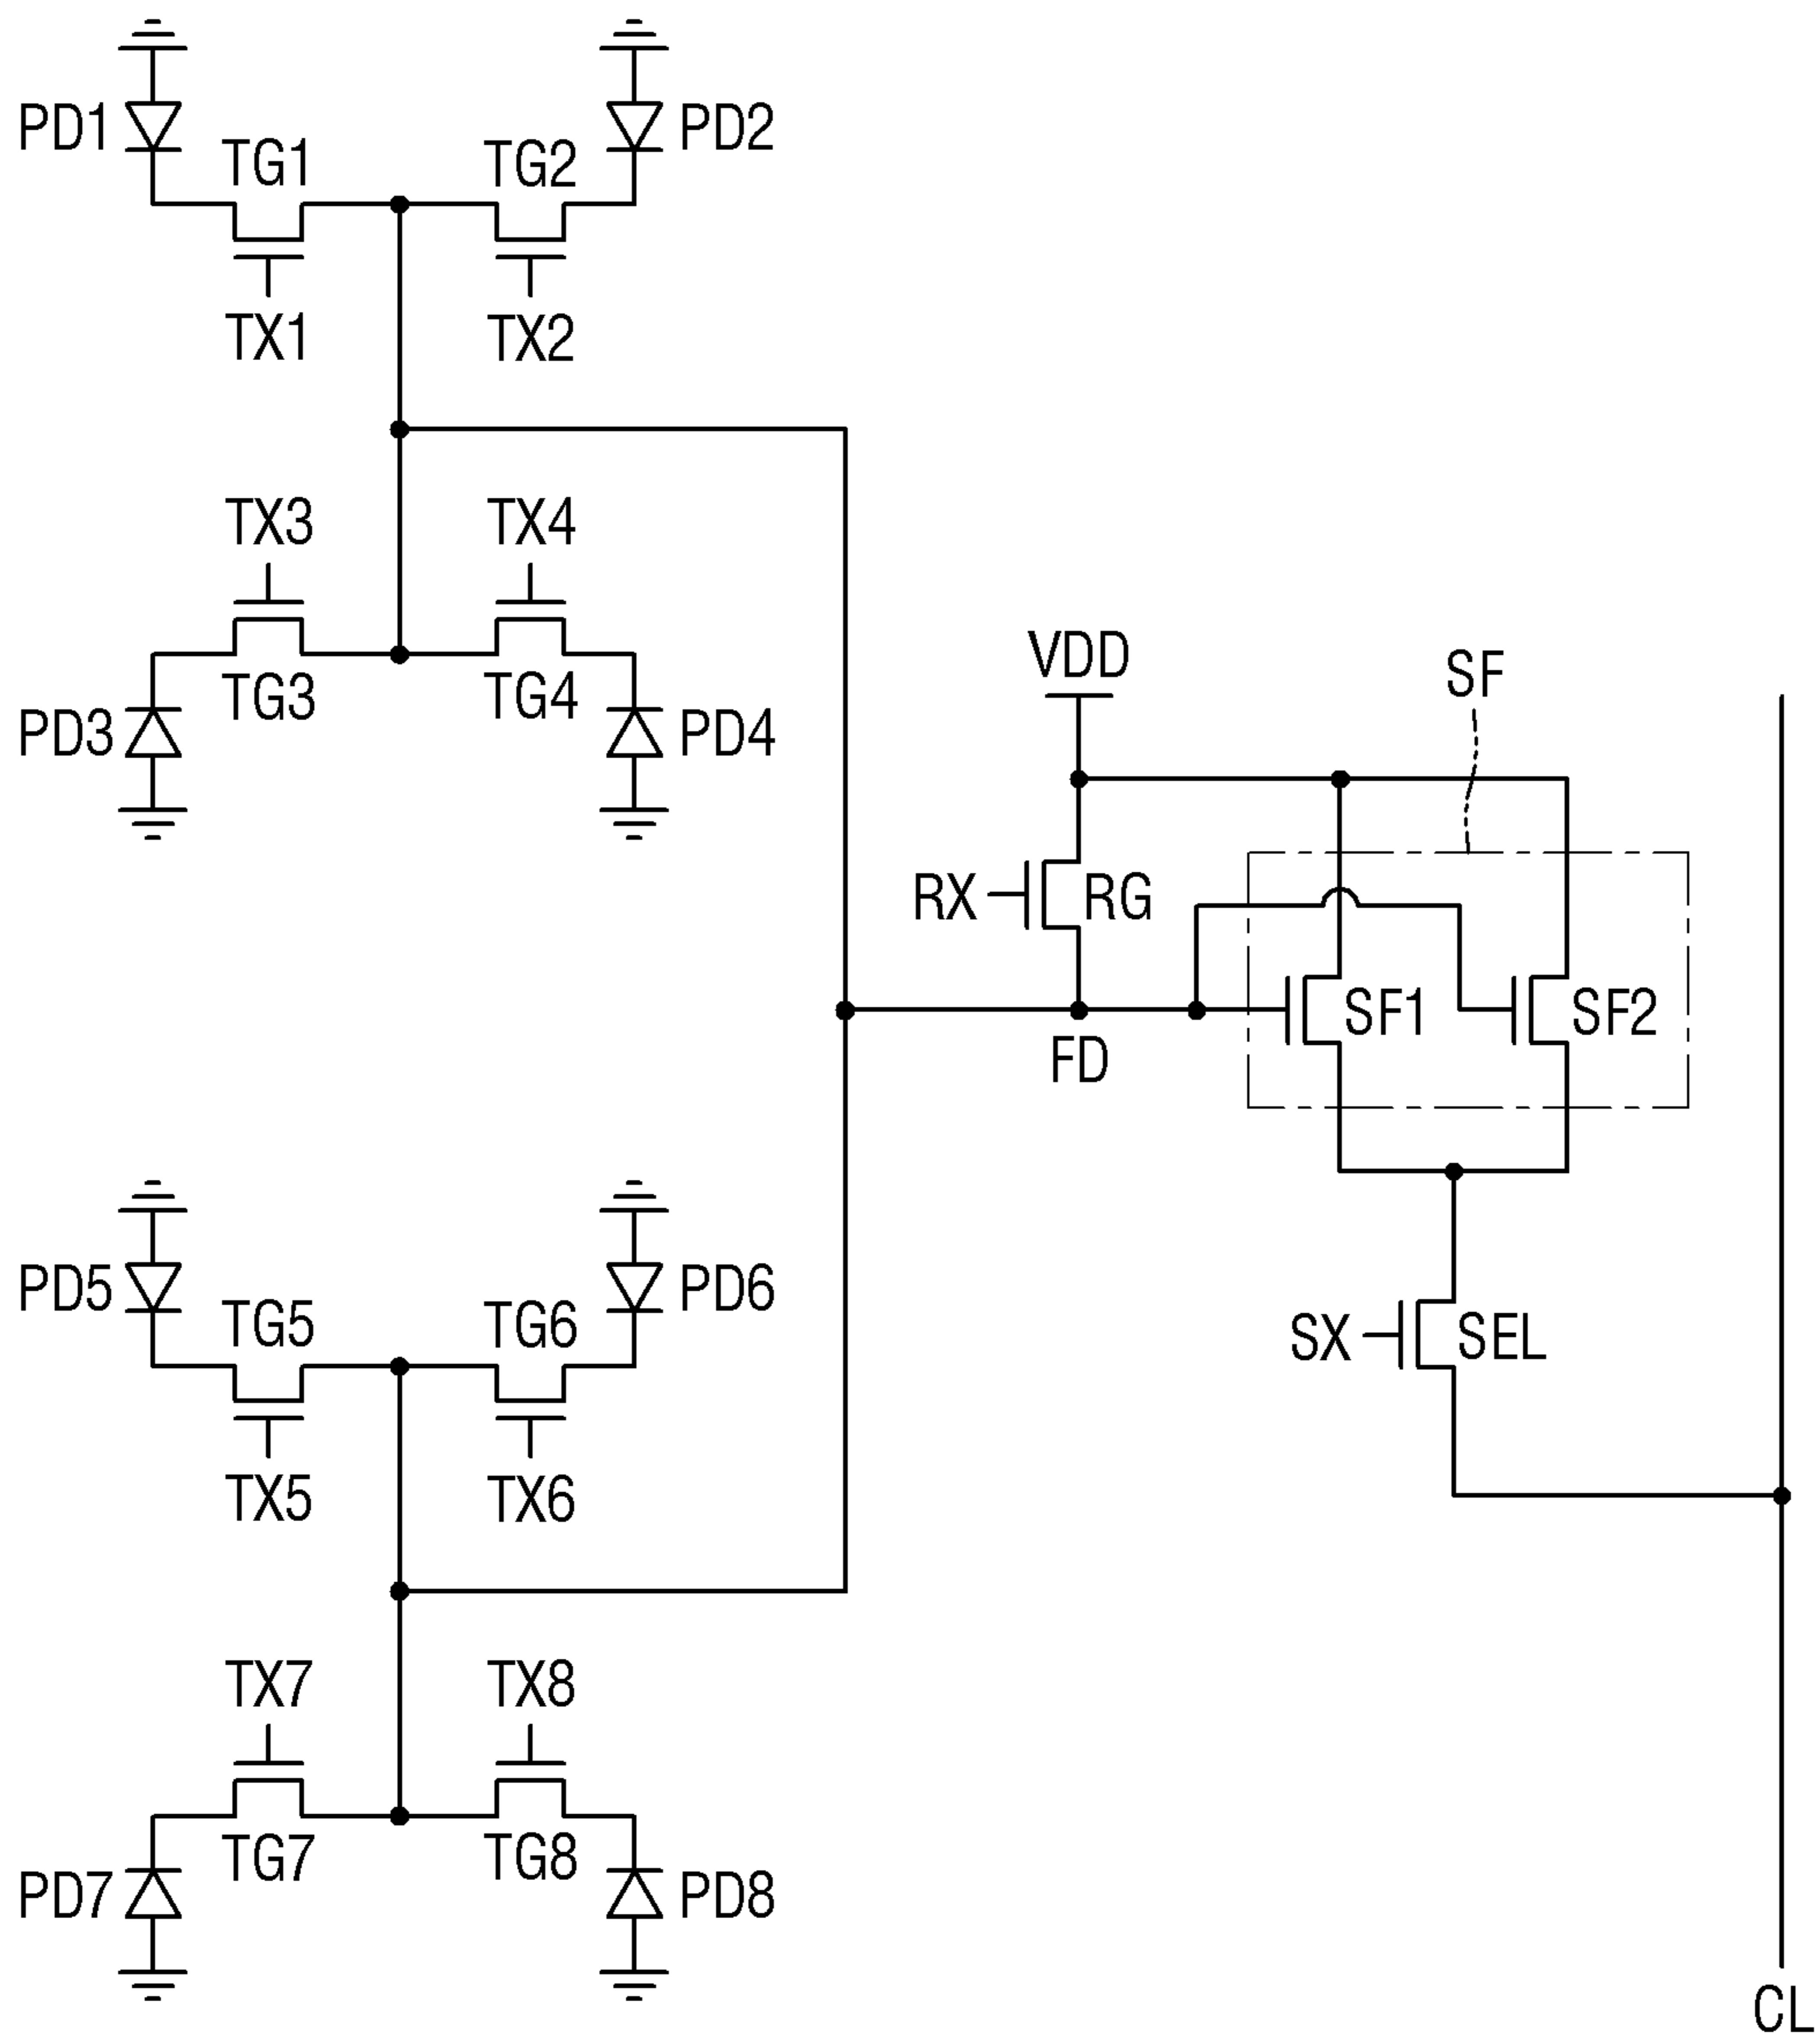 PD1
TG1
TG2
PD2
TX1
TX2
TX3
TX4
PD3
TG3
TG4
PD4
VDD
SF
RX
RG
SF1
SF2
FD
PD5
TG5
TG6
PD6
SX
SEL
TX5
TX6
TX7
TX8
PD7
TG7
TG8
PD8
CL